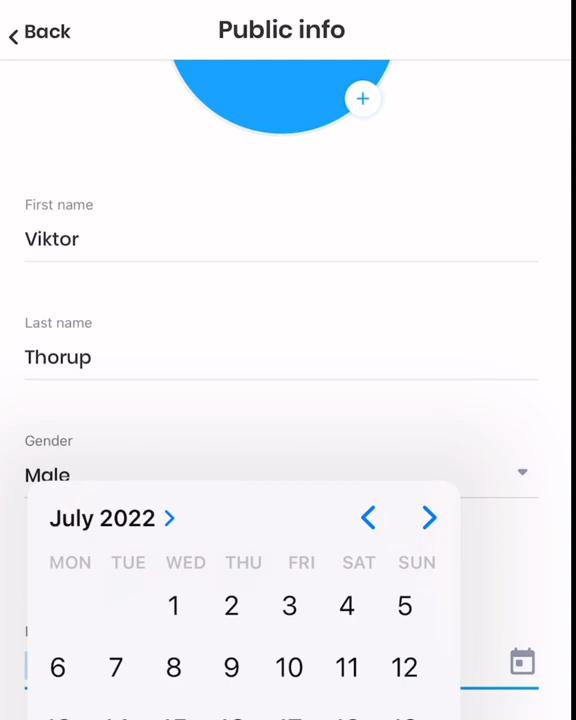 Back
Public info
+
First name
Viktor
Last name
Thorup
Gender
Male
July 2022
MON TUE WED THU FRI SAT SUN
1 2 3 4 5
6 7 8 9 10 11 12